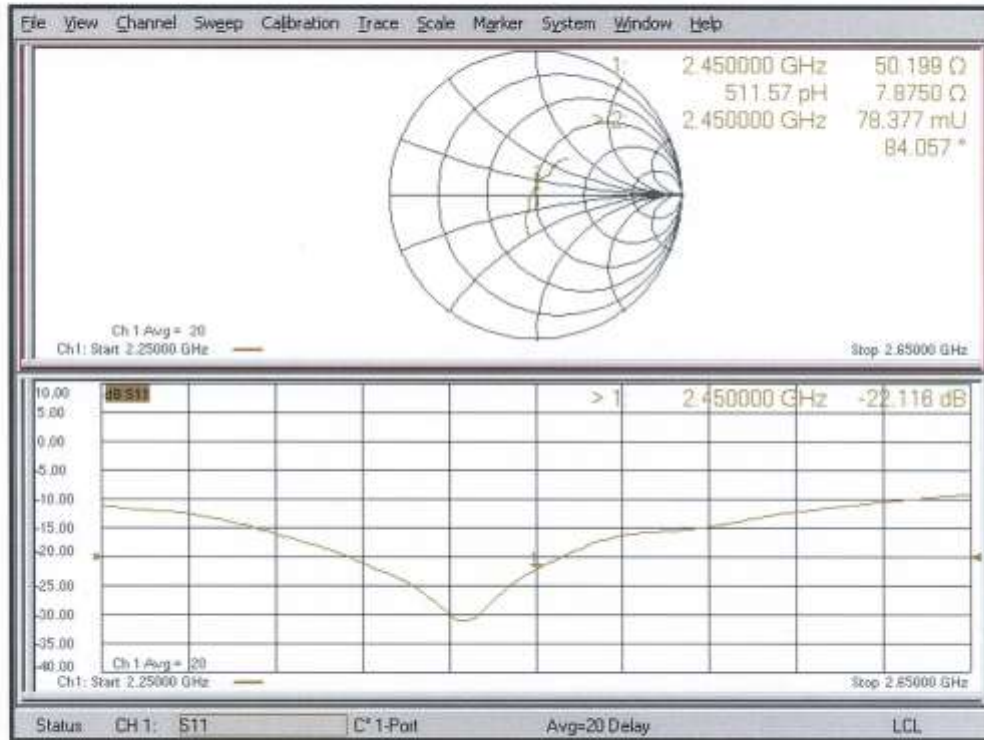 File View Channel Sweep Calibration Trace Scale Marker System Window Help
1: 2.450000 GHz 50.199 Ω
511.57 pH 7.8750 Ω
> 2: 2.450000 GHz 78.377 mU
84.057 °
Ch 1 Avg = 20
Ch1: Start 2.25000 GHz
Stop 2.65000 GHz
10.00 dB S11
> 1 2.450000 GHz -22.116 dB
5.00
0.00
-5.00
-10.00
-15.00
-20.00
1
-25.00
-30.00
-35.00
-40.00
Ch 1 Avg = 20
Ch1: Start 2.25000 GHz
Stop 2.65000 GHz
Status CH 1: S11 C* 1-Port Avg=20 Delay LCL